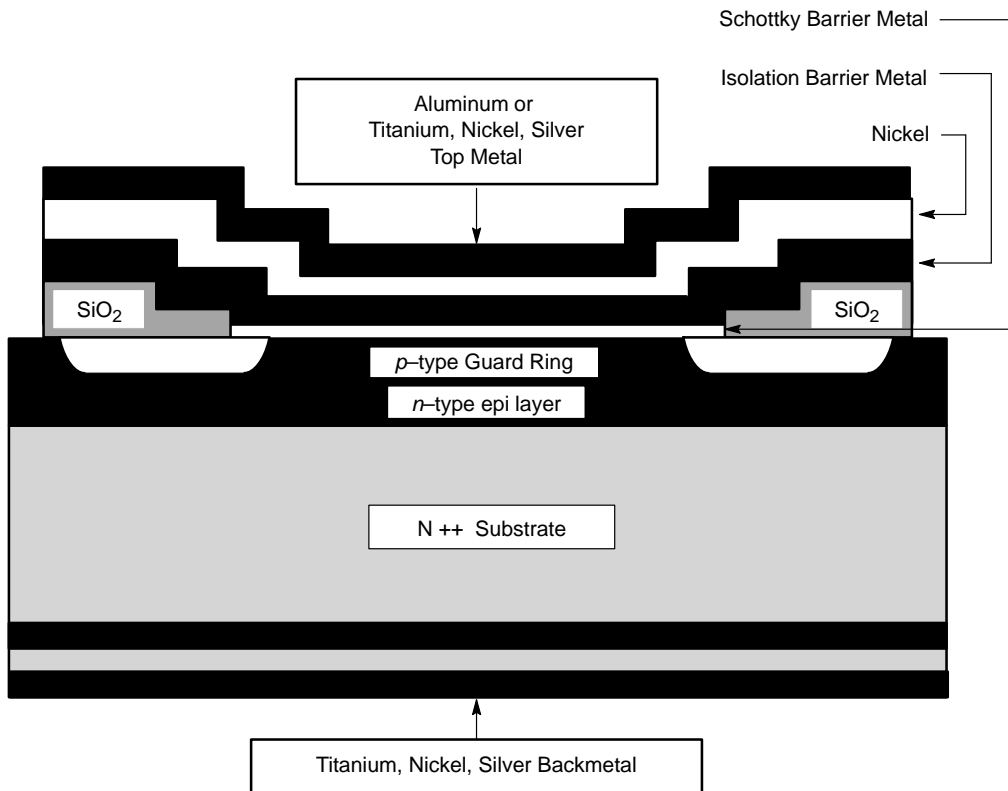 Schottky Barrier Metal
Isolation Barrier Metal
Nickel
Aluminum or
Titanium, Nickel, Silver
Top Metal
SiO2
SiO2
p–type Guard Ring
n–type epi layer
N ++ Substrate
Titanium, Nickel, Silver Backmetal